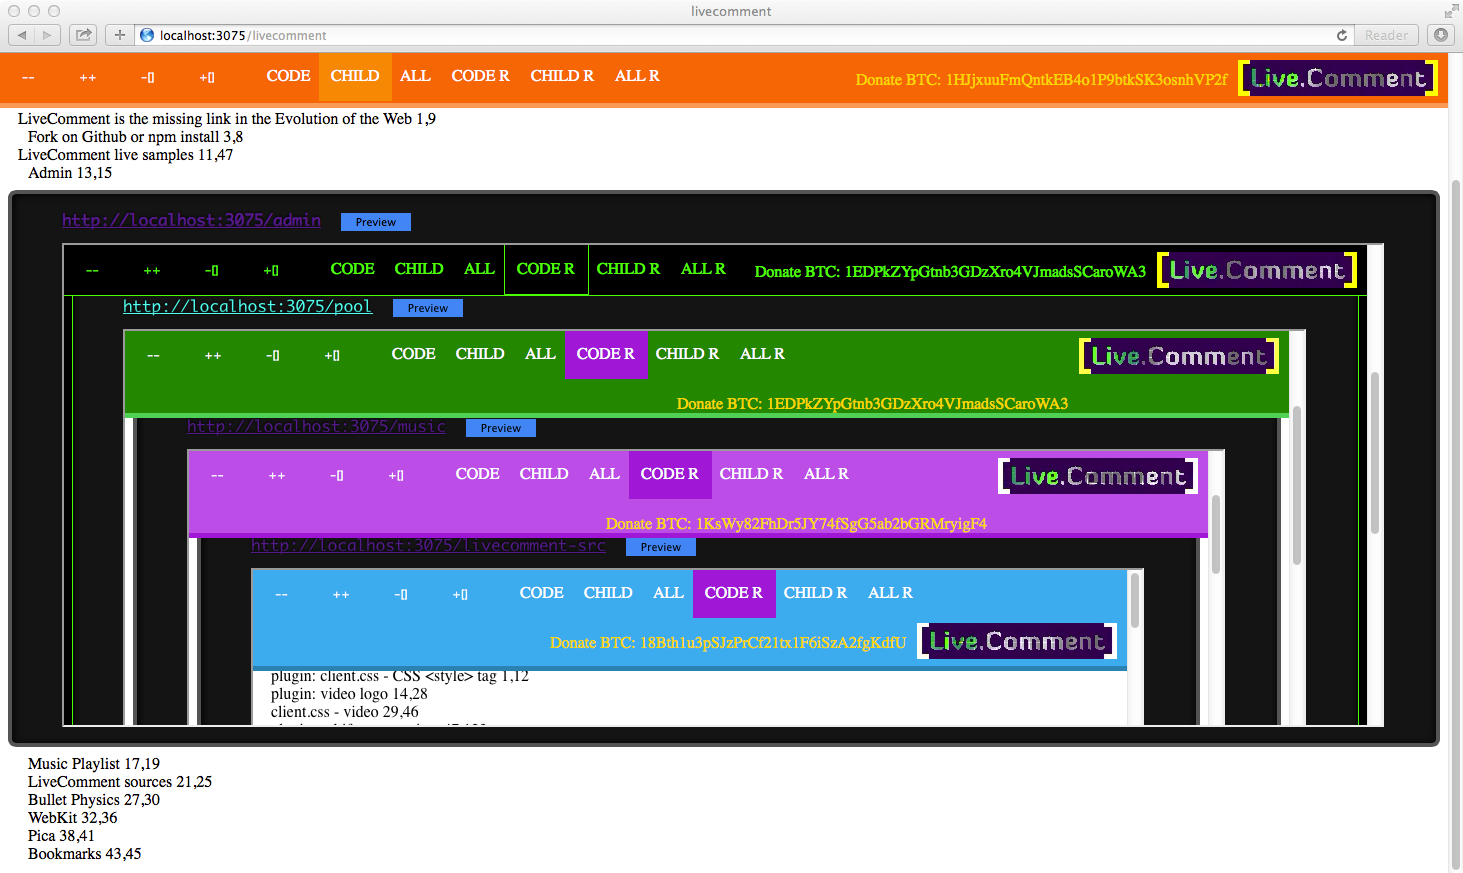 livecomment
localhost:3075/livecomment
Reader
-- ++ -[] +[] CODE CHILD ALL CODE R CHILD R ALL R Donate BTC: 1HJjxuuFmQntkEB4o1P9btkSK3osnhVP2f [Live.Comment]
LiveComment is the missing link in the Evolution of the Web 1,9
Fork on Github or npm install 3,8
LiveComment live samples 11,47
Admin 13,15
http://localhost:3075/admin Preview
-- ++ -[] +[] CODE CHILD ALL CODE R CHILD R ALL R Donate BTC: 1EDPkZYpGtnb3GDzXro4VJmadsSCaroWA3 [Live.Comment]
http://localhost:3075/pool Preview
-- ++ -[] +[] CODE CHILD ALL CODE R CHILD R ALL R [Live.Comment]
Donate BTC: 1EDPkZYpGtnb3GDzXro4VJmadsSCaroWA3
http://localhost:3075/music Preview
-- ++ -[] +[] CODE CHILD ALL CODE R CHILD R ALL R [Live.Comment]
Donate BTC: 1KsWy82FhDr5JY74fSgG5ab2bGRMryigF4
http://localhost:3075/livecomment-src Preview
-- ++ -[] +[] CODE CHILD ALL CODE R CHILD R ALL R
Donate BTC: 18Bth1u3pSJzPrCf21tx1F6iSzA2fgKdfU [Live.Comment]
plugin: client.css - CSS <style> tag 1,12
plugin: video logo 14,28
client.css - video 29,46
Music Playlist 17,19
LiveComment sources 21,25
Bullet Physics 27,30
WebKit 32,36
Pica 38,41
Bookmarks 43,45